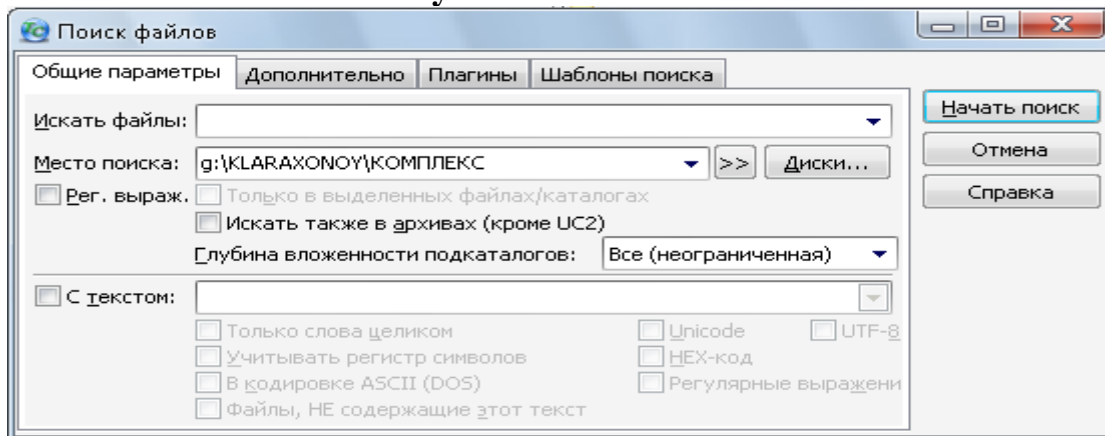 Поиск файлов
Общие параметры Дополнительно Плагины Шаблоны поиска
Искать файлы: Начать поиск
Место поиска: g:\KLARAXONOY\КОМПЛЕКС >> Диски... Отмена
Рег. выраж. Только в выделенных файлах/каталогах Справка
Искать также в архивах (кроме UC2)
Глубина вложенности подкаталогов: Все (неограниченная)
С текстом:
Только слова целиком Unicode UTF-8
Учитывать регистр символов HEX-код
В кодировке ASCII (DOS) Регулярные выражени
Файлы, НЕ содержащие этот текст